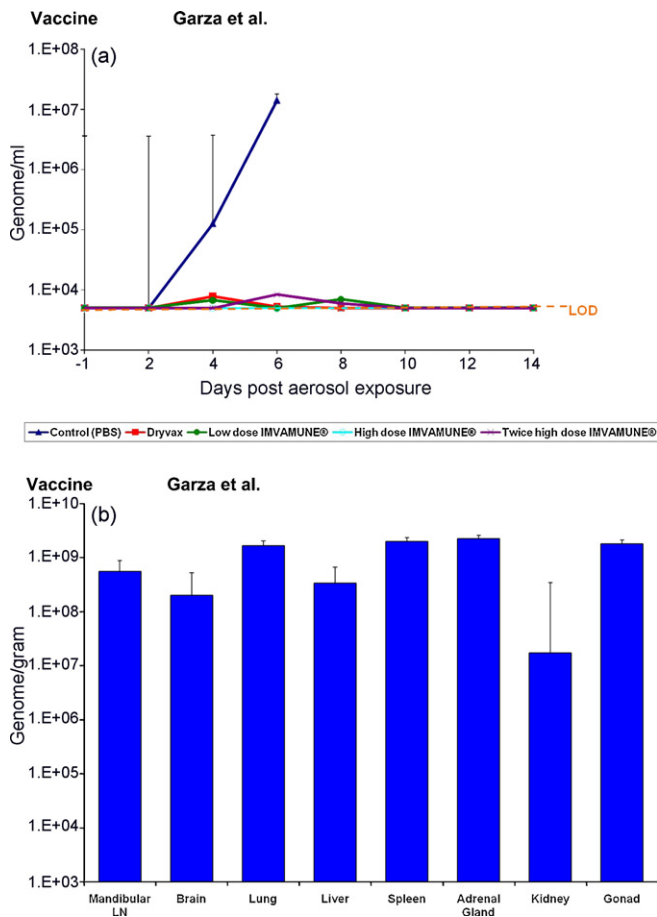 Vaccine Garza et al.
(a)
1.E+08
1.E+07
1.E+06
1.E+05
1.E+04
1.E+03
Genome/ml
LOD
-1 2 4 6 8 10 12 14
Days post aerosol exposure
Control (PBS) Dryvax Low dose IMVAMUNE® High dose IMVAMUNE® Twice high dose IMVAMUNE®
Vaccine Garza et al.
(b)
1.E+10
1.E+09
1.E+08
1.E+07
1.E+06
1.E+05
1.E+04
1.E+03
Genome/gram
Mandibular Brain Lung Liver Spleen Adrenal Kidney Gonad
LN Gland